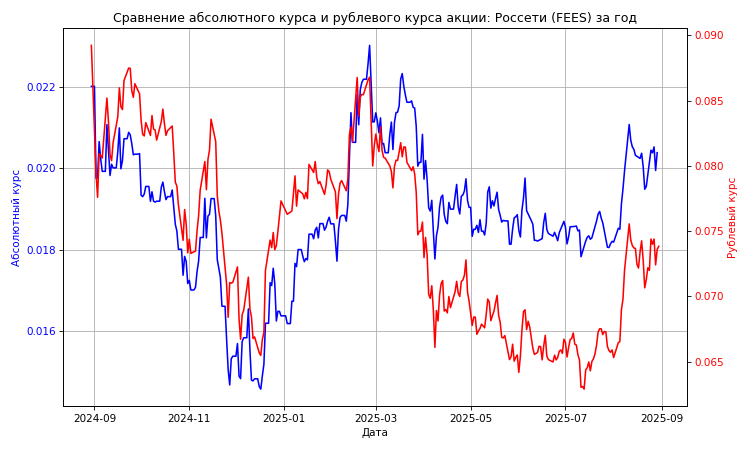 Сравнение абсолютного курса и рублевого курса акции: Россети (FEES) за год
0.090
0.085
0.080
0.075
0.070
0.065
0.022
0.020
0.018
0.016
Абсолютный курс
Рублевый курс
2024-09 2024-11 2025-01 2025-03 2025-05 2025-07 2025-09
Дата